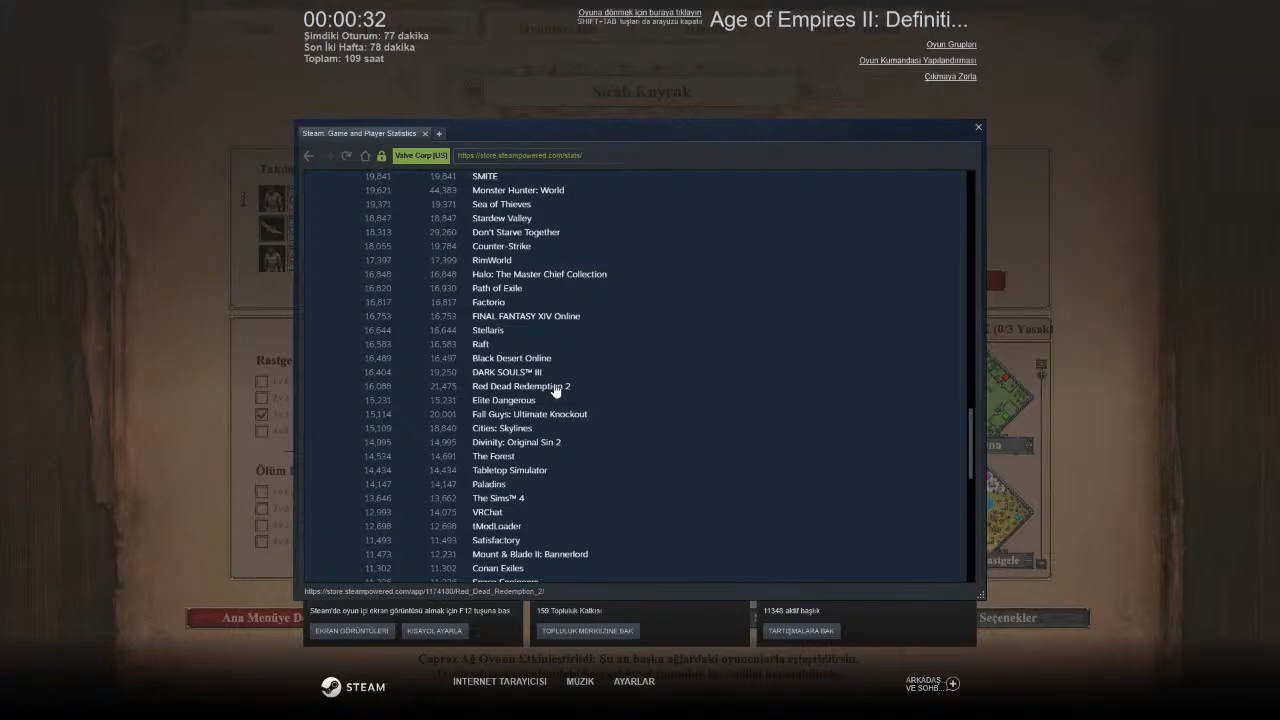 00:00:32
Şimdiki Oturum: 77 dakika
Son İki Hafta: 78 dakika
Toplam: 109 saat
Oyuna dönmek için buraya tıklayın
SHIFT+TAB tuşları da arayüzü kapatır
Age of Empires II: Definiti...
Oyun Grupları
Oyun Kumandası Yapılandırması
Çıkmaya Zorla
Sıralı Kuyruk
Steam: Game and Player Statistics
Valve Corp [US]
https://store.steampowered.com/stats/
19,841 19,841 SMITE
19,621 44,383 Monster Hunter: World
19,371 19,371 Sea of Thieves
18,847 18,847 Stardew Valley
18,313 29,260 Don't Starve Together
18,055 19,784 Counter-Strike
17,397 17,399 RimWorld
16,848 16,848 Halo: The Master Chief Collection
16,820 16,930 Path of Exile
16,817 16,817 Factorio
16,753 16,753 FINAL FANTASY XIV Online
16,644 16,644 Stellaris
16,583 16,583 Raft
16,489 16,497 Black Desert Online
16,404 19,250 DARK SOULS™ III
16,088 21,475 Red Dead Redemption 2
15,231 15,231 Elite Dangerous
15,114 20,001 Fall Guys: Ultimate Knockout
15,109 18,840 Cities: Skylines
14,995 14,995 Divinity: Original Sin 2
14,534 14,691 The Forest
14,434 14,434 Tabletop Simulator
14,147 14,147 Paladins
13,646 13,662 The Sims™ 4
12,993 14,075 VRChat
12,698 12,698 tModLoader
11,493 11,493 Satisfactory
11,473 12,231 Mount & Blade II: Bannerlord
11,302 11,302 Conan Exiles
https://store.steampowered.com/app/1174180/Red_Dead_Redemption_2/
Steam'de oyun içi ekran görüntüsü almak için F12 tuşuna bas
159 Topluluk Katkısı
11348 aktif başlık
EKRAN GÖRÜNTÜLERİ
KISAYOL AYARLA
TOPLULUK MERKEZİNE BAK
TARTIŞMALARA BAK
Ana Menüye D
Seçenekler
Çapraz Ağ Oyunu Etkinleştirildi: Şu an başka ağlardaki oyuncularla eşleşebilirsin.
STEAM
İNTERNET TARAYICISI
MÜZİK
AYARLAR
ARKADAŞ...
VE SOHB...